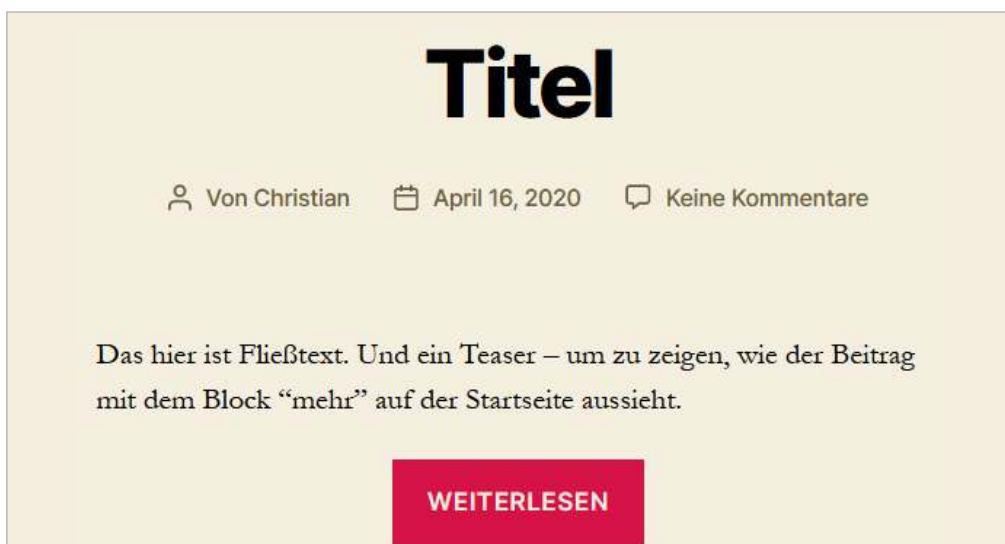 Titel
Von Christian April 16, 2020 Keine Kommentare
Das hier ist Fließtext. Und ein Teaser – um zu zeigen, wie der Beitrag
mit dem Block “mehr” auf der Startseite aussieht.
WEITERLESEN